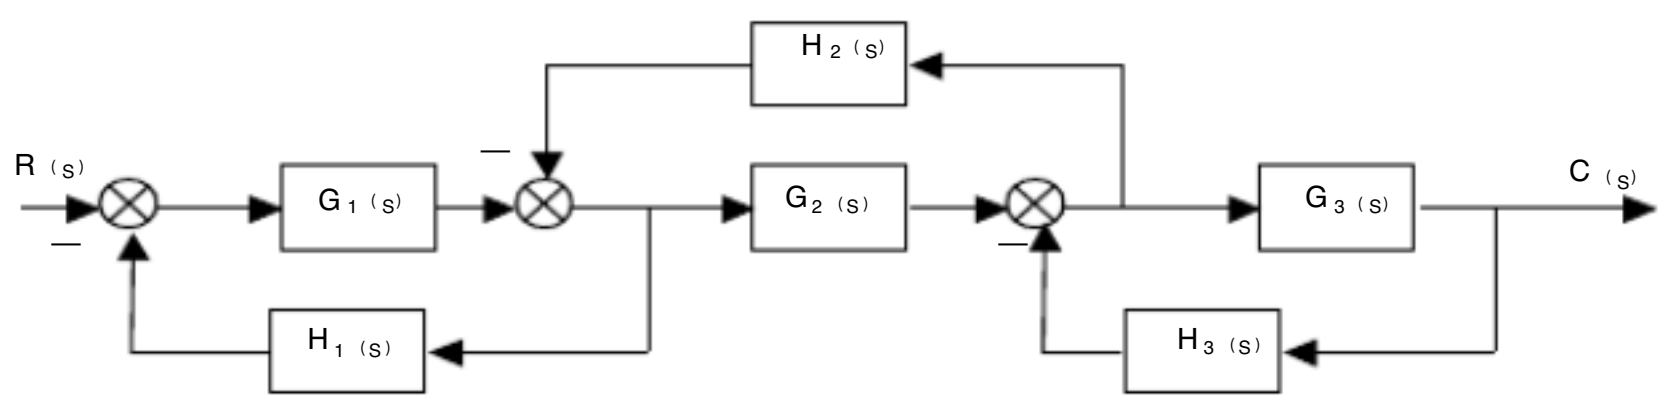 H 2 (S)
R (S)
—
G 1 (S)
G 2 (S)
G 3 (S)
C (S)
—
—
H 1 (S)
H 3 (S)